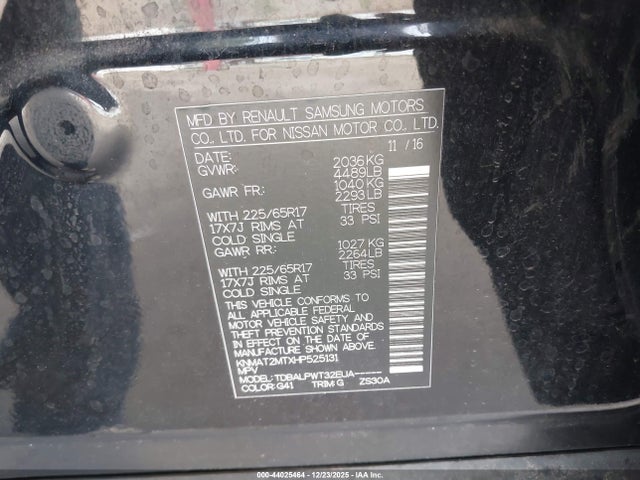 MFD BY RENAULT SAMSUNG MOTORS
CO., LTD. FOR NISSAN MOTOR CO., LTD.
DATE: 11 / 16
GVWR: 2036KG
4489LB
GAWR FR: 1040 KG
2293LB
WITH 225/65R17 TIRES
17X7J RIMS AT 33 PSI
COLD SINGLE
GAWR RR: 1027 KG
2264LB
WITH 225/65R17 TIRES
17X7J RIMS AT 33 PSI
COLD SINGLE
THIS VEHICLE CONFORMS TO
ALL APPLICABLE FEDERAL
MOTOR VEHICLE SAFETY AND
THEFT PREVENTION STANDARDS
IN EFFECT ON THE DATE OF
MANUFACTURE SHOWN ABOVE.
KNMAT2MTXHP525131
MPV
MODEL: TDBALPWT32EUA-----
COLOR: G41 TRIM: G ZS30A
000-44025464 - 12/23/2025 - IAA Inc.